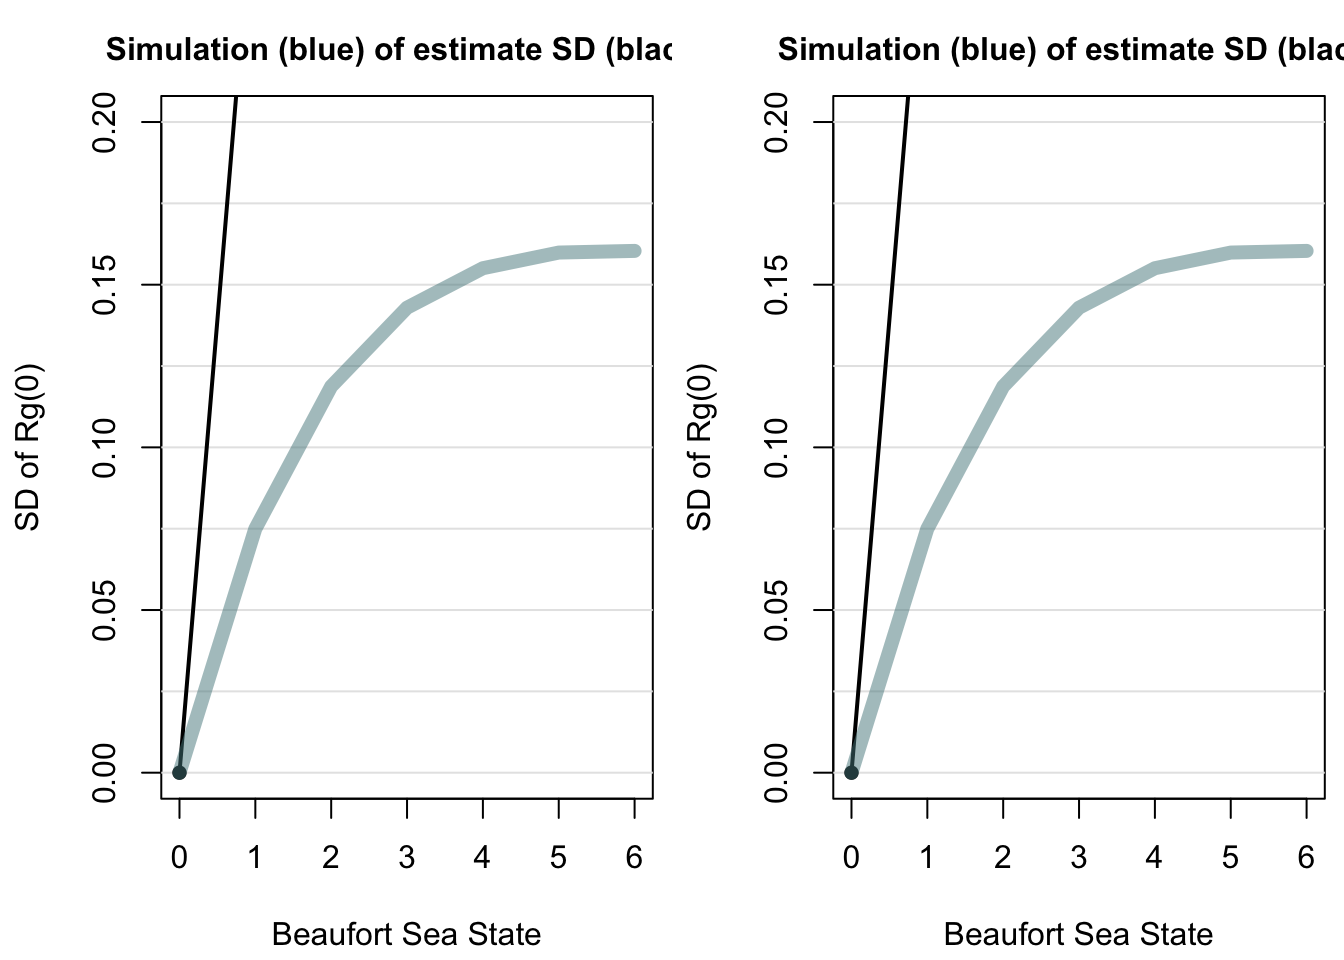 Simulation (blue) of estimate SD (blac
SD of Rg(0)
0.20
0.15
0.10
0.05
0.00
0 1 2 3 4 5 6
Beaufort Sea State
Simulation (blue) of estimate SD (blac
SD of Rg(0)
0.20
0.15
0.10
0.05
0.00
0 1 2 3 4 5 6
Beaufort Sea State